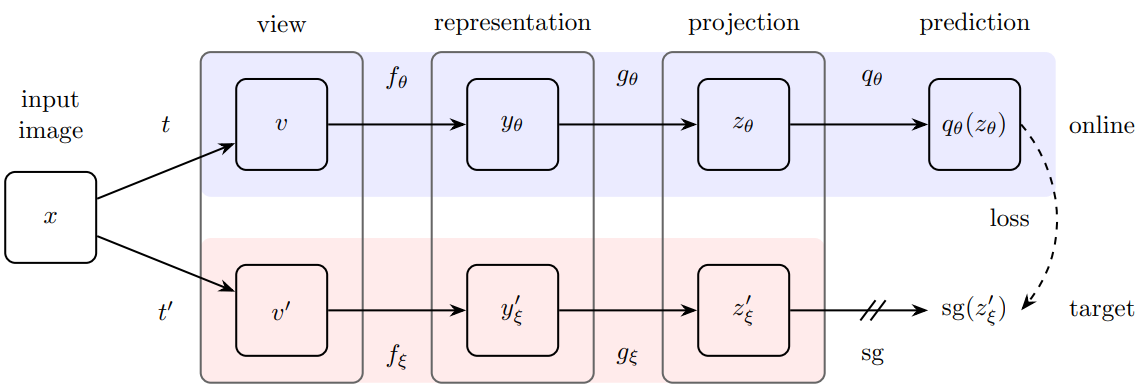 view representation projection prediction
f_θ g_θ q_θ
input
image
t v y_θ z_θ q_θ(z_θ) online
x
loss
t′ v′ y′_ξ z′_ξ sg(z′_ξ) target
f_ξ g_ξ sg